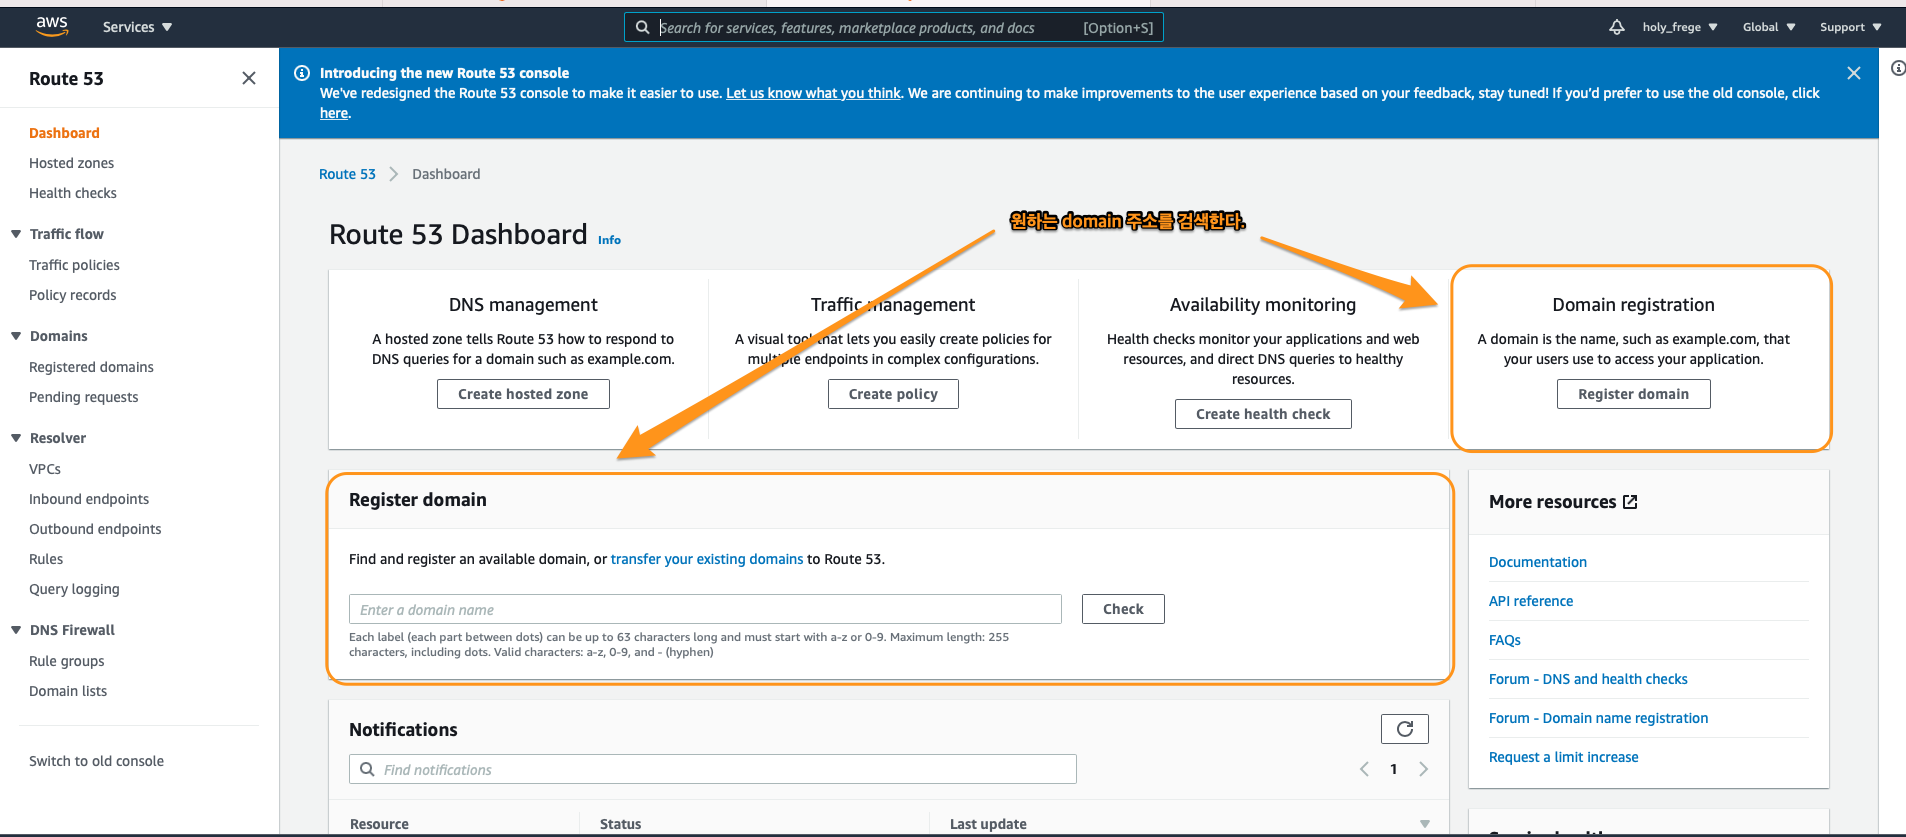 aws
Services ▼
Search for services, features, marketplace products, and docs
[Option+S]
holy_frege ▼
Global ▼
Support ▼
Route 53
Dashboard
Hosted zones
Health checks
Traffic flow
Traffic policies
Policy records
Domains
Registered domains
Pending requests
Resolver
VPCs
Inbound endpoints
Outbound endpoints
Rules
Query logging
DNS Firewall
Rule groups
Domain lists
Switch to old console
Introducing the new Route 53 console
We've redesigned the Route 53 console to make it easier to use. Let us know what you think. We are continuing to make improvements to the user experience based on your feedback, stay tuned! If you'd prefer to use the old console, click
here.
Route 53 > Dashboard
원하는 domain 주소를 검색한다.
Route 53 Dashboard Info
DNS management
A hosted zone tells Route 53 how to respond to
DNS queries for a domain such as example.com.
Create hosted zone
Traffic management
A visual tool that lets you easily create policies for
multiple endpoints in complex configurations.
Create policy
Availability monitoring
Health checks monitor your applications and web
resources, and direct DNS queries to healthy
resources.
Create health check
Domain registration
A domain is the name, such as example.com, that
your users use to access your application.
Register domain
Register domain
Find and register an available domain, or transfer your existing domains to Route 53.
Enter a domain name
Check
Each label (each part between dots) can be up to 63 characters long and must start with a-z or 0-9. Maximum length: 255
characters, including dots. Valid characters: a-z, 0-9, and - (hyphen)
Notifications
Find notifications
1
Resource
Status
Last update
More resources
Documentation
API reference
FAQs
Forum - DNS and health checks
Forum - Domain name registration
Request a limit increase